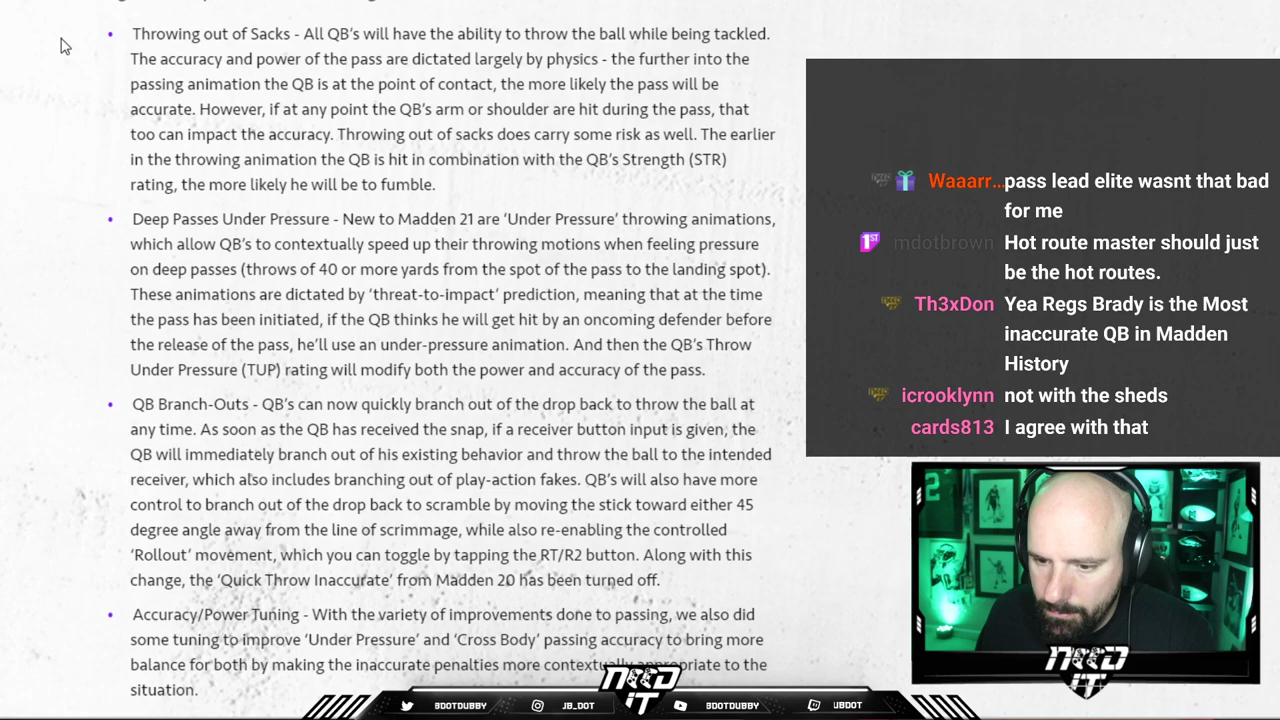 Throwing out of Sacks - All QB's will have the ability to throw the ball while being tackled.
The accuracy and power of the pass are dictated largely by physics - the further into the
passing animation the QB is at the point of contact, the more likely the pass will be
accurate. However, if at any point the QB's arm or shoulder are hit during the pass, that
too can impact the accuracy. Throwing out of sacks does carry some risk as well. The earlier
in the throwing animation the QB is hit in combination with the QB's Strength (STR)
rating, the more likely he will be to fumble.
Deep Passes Under Pressure - New to Madden 21 are 'Under Pressure' throwing animations,
which allow QB's to contextually speed up their throwing motions when feeling pressure
on deep passes (throws of 40 or more yards from the spot of the pass to the landing spot).
These animations are dictated by 'threat-to-impact' prediction, meaning that at the time
the pass has been initiated, if the QB thinks he will get hit by an oncoming defender before
the release of the pass, he'll use an under-pressure animation. And then the QB's Throw
Under Pressure (TUP) rating will modify both the power and accuracy of the pass.
QB Branch-Outs - QB's can now quickly branch out of the drop back to throw the ball at
any time. As soon as the QB has received the snap, if a receiver button input is given, the
QB will immediately branch out of his existing behavior and throw the ball to the intended
receiver, which also includes branching out of play-action fakes. QB's will also have more
control to branch out of the drop back to scramble by moving the stick toward either 45
degree angle away from the line of scrimmage, while also re-enabling the controlled
'Rollout' movement, which you can toggle by tapping the RT/R2 button. Along with this
change, the 'Quick Throw Inaccurate' from Madden 20 has been turned off.
Accuracy/Power Tuning - With the variety of improvements done to passing, we also did
some tuning to improve 'Under Pressure' and 'Cross Body' passing accuracy to bring more
balance for both by making the inaccurate penalties more contextually appropriate to the
situation.
Waaarr... pass lead elite wasnt that bad
for me
1ST mdotbrown Hot route master should just
be the hot routes.
Th3xDon Yea Regs Brady is the Most
inaccurate QB in Madden
History
icrooklynn not with the sheds
cards813 I agree with that
NEED
IT
NEED
IT
BDOTDUBBY JB_DOT BDOTDUBBY UBDOT